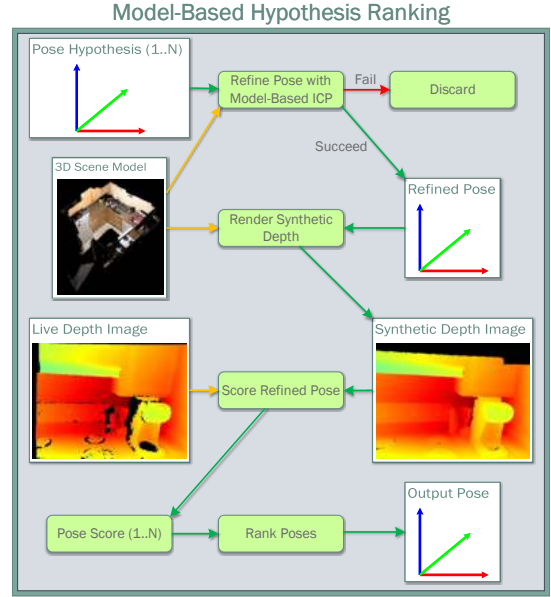 Model-Based Hypothesis Ranking
Pose Hypothesis (1..N)
Refine Pose with
Model-Based ICP
Fail
Discard
Succeed
3D Scene Model
Refined Pose
Render Synthetic
Depth
Live Depth Image
Synthetic Depth Image
Score Refined Pose
Output Pose
Pose Score (1..N)
Rank Poses